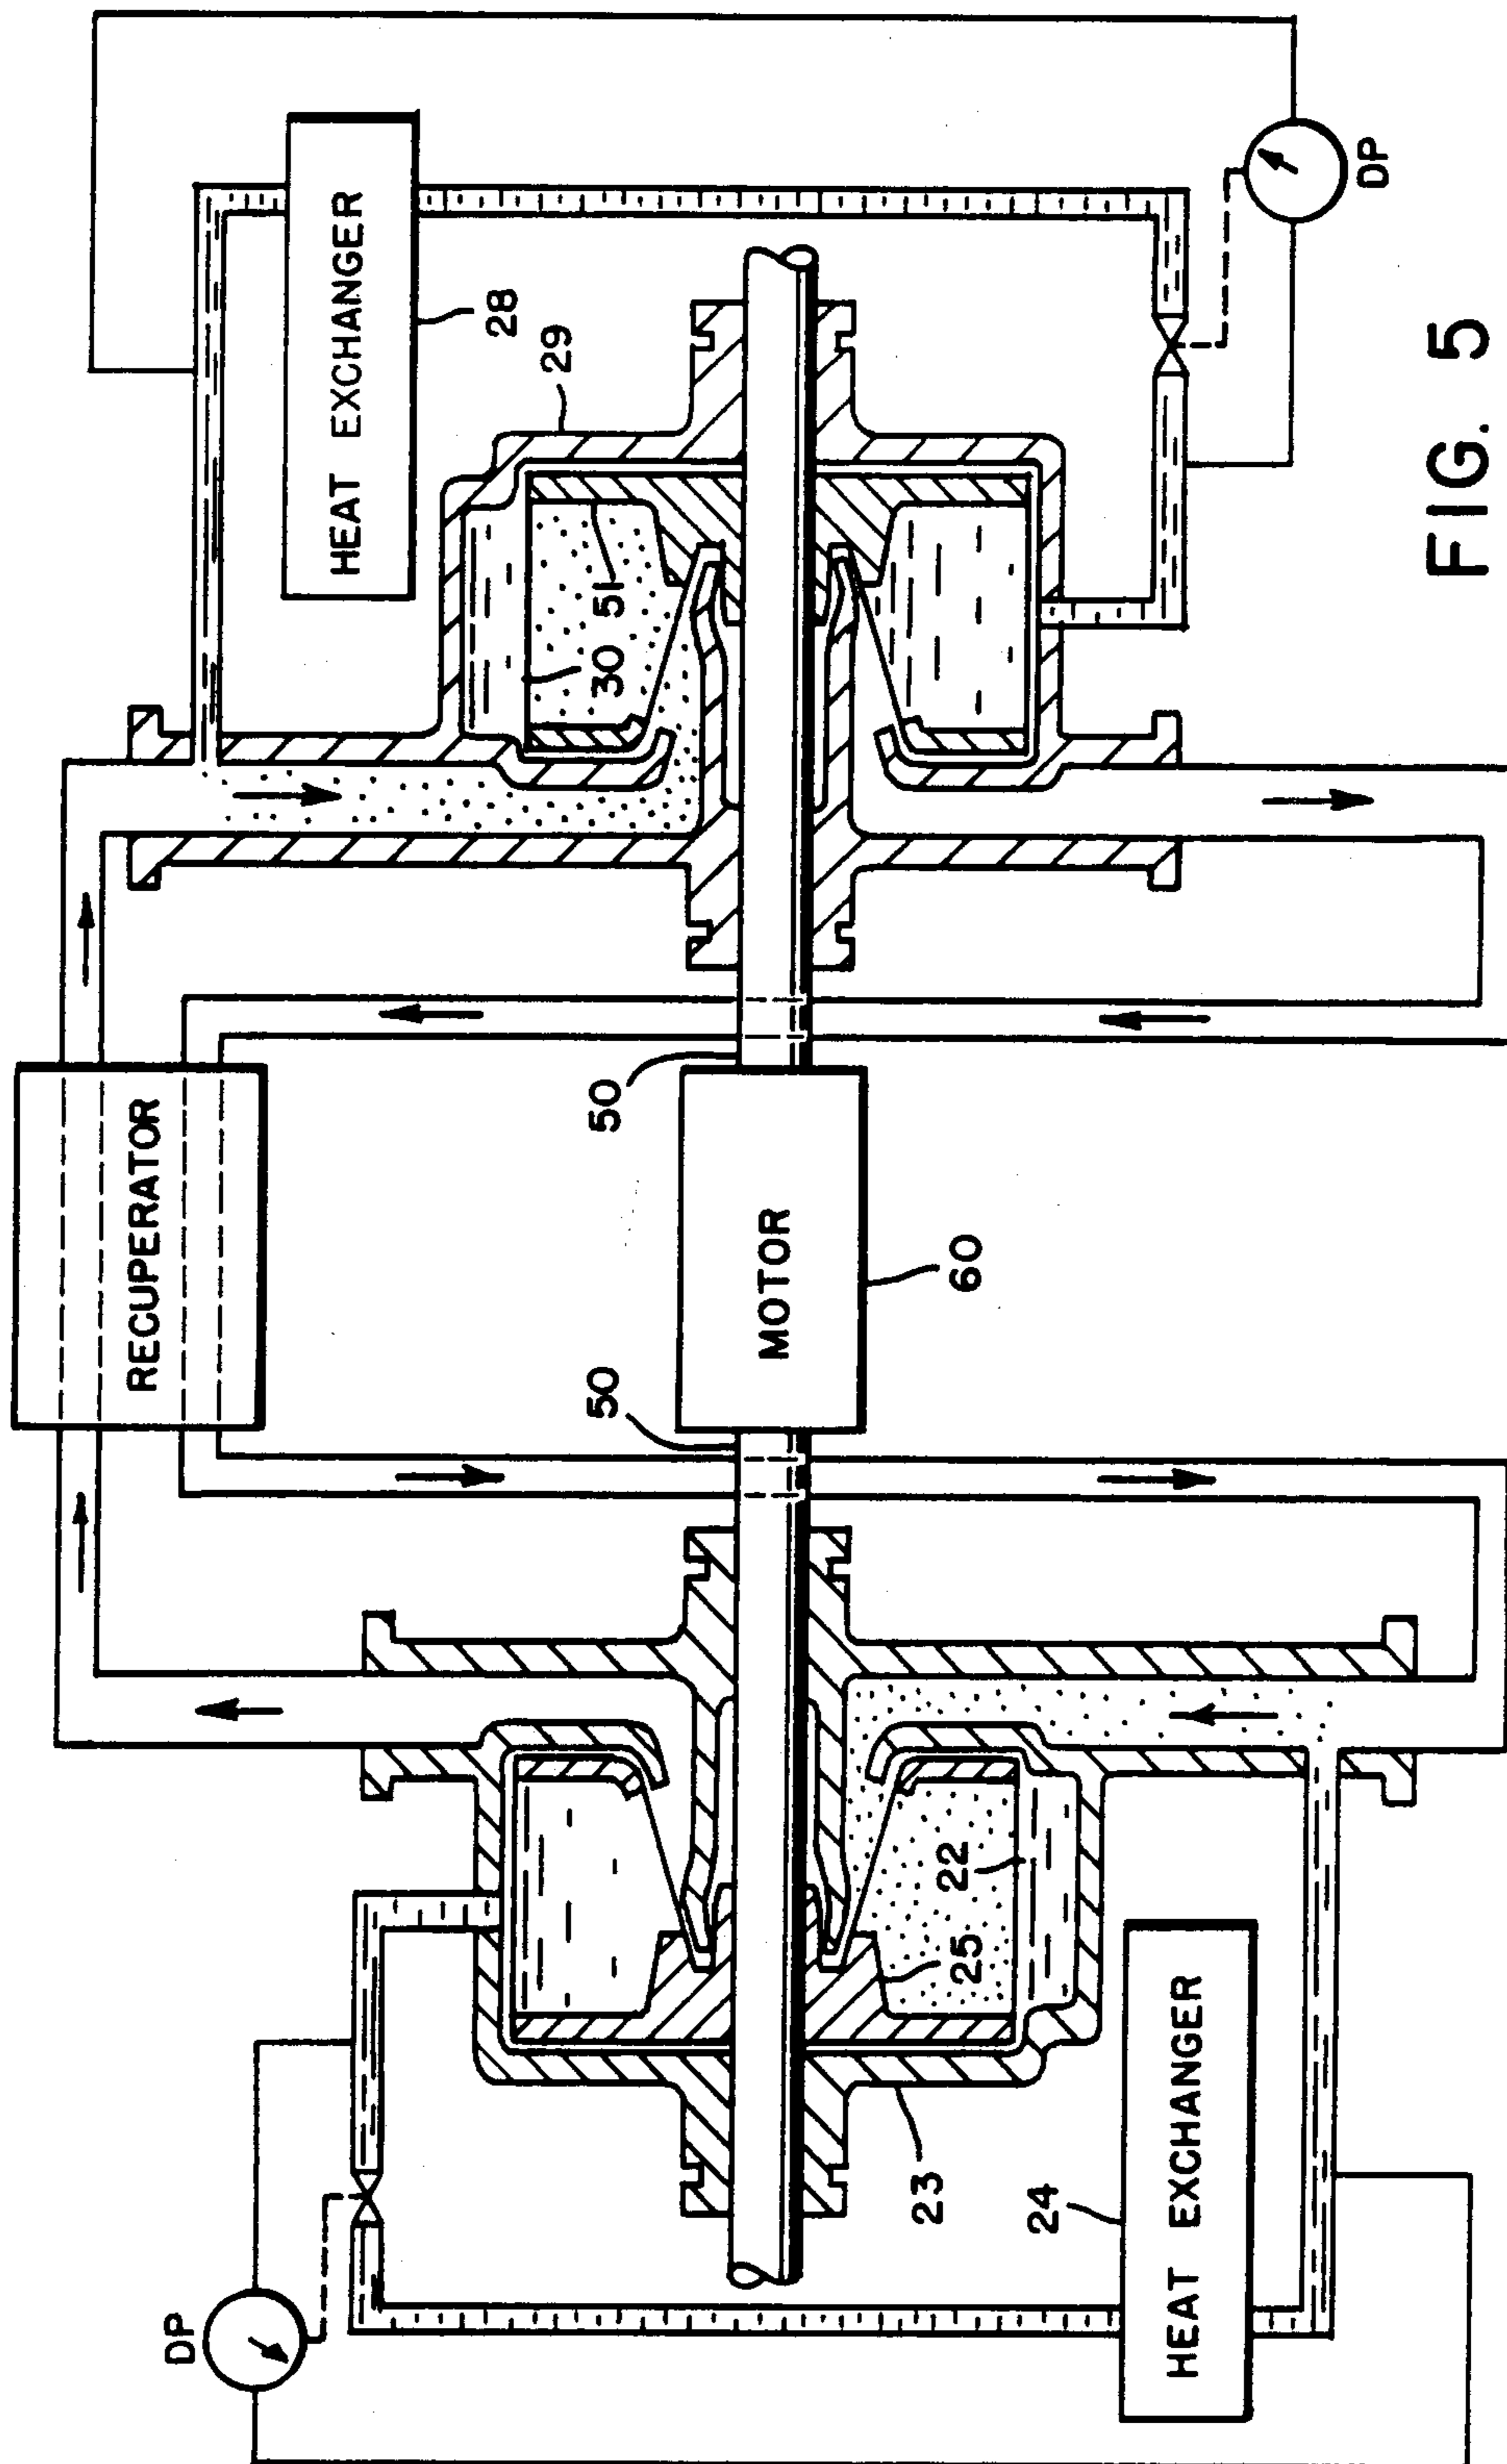 RECUPERATOR
HEAT EXCHANGER
28
29
30
51
50
50
MOTOR
60
DP
23
25
22
24
HEAT EXCHANGER
DP
FIG. 5